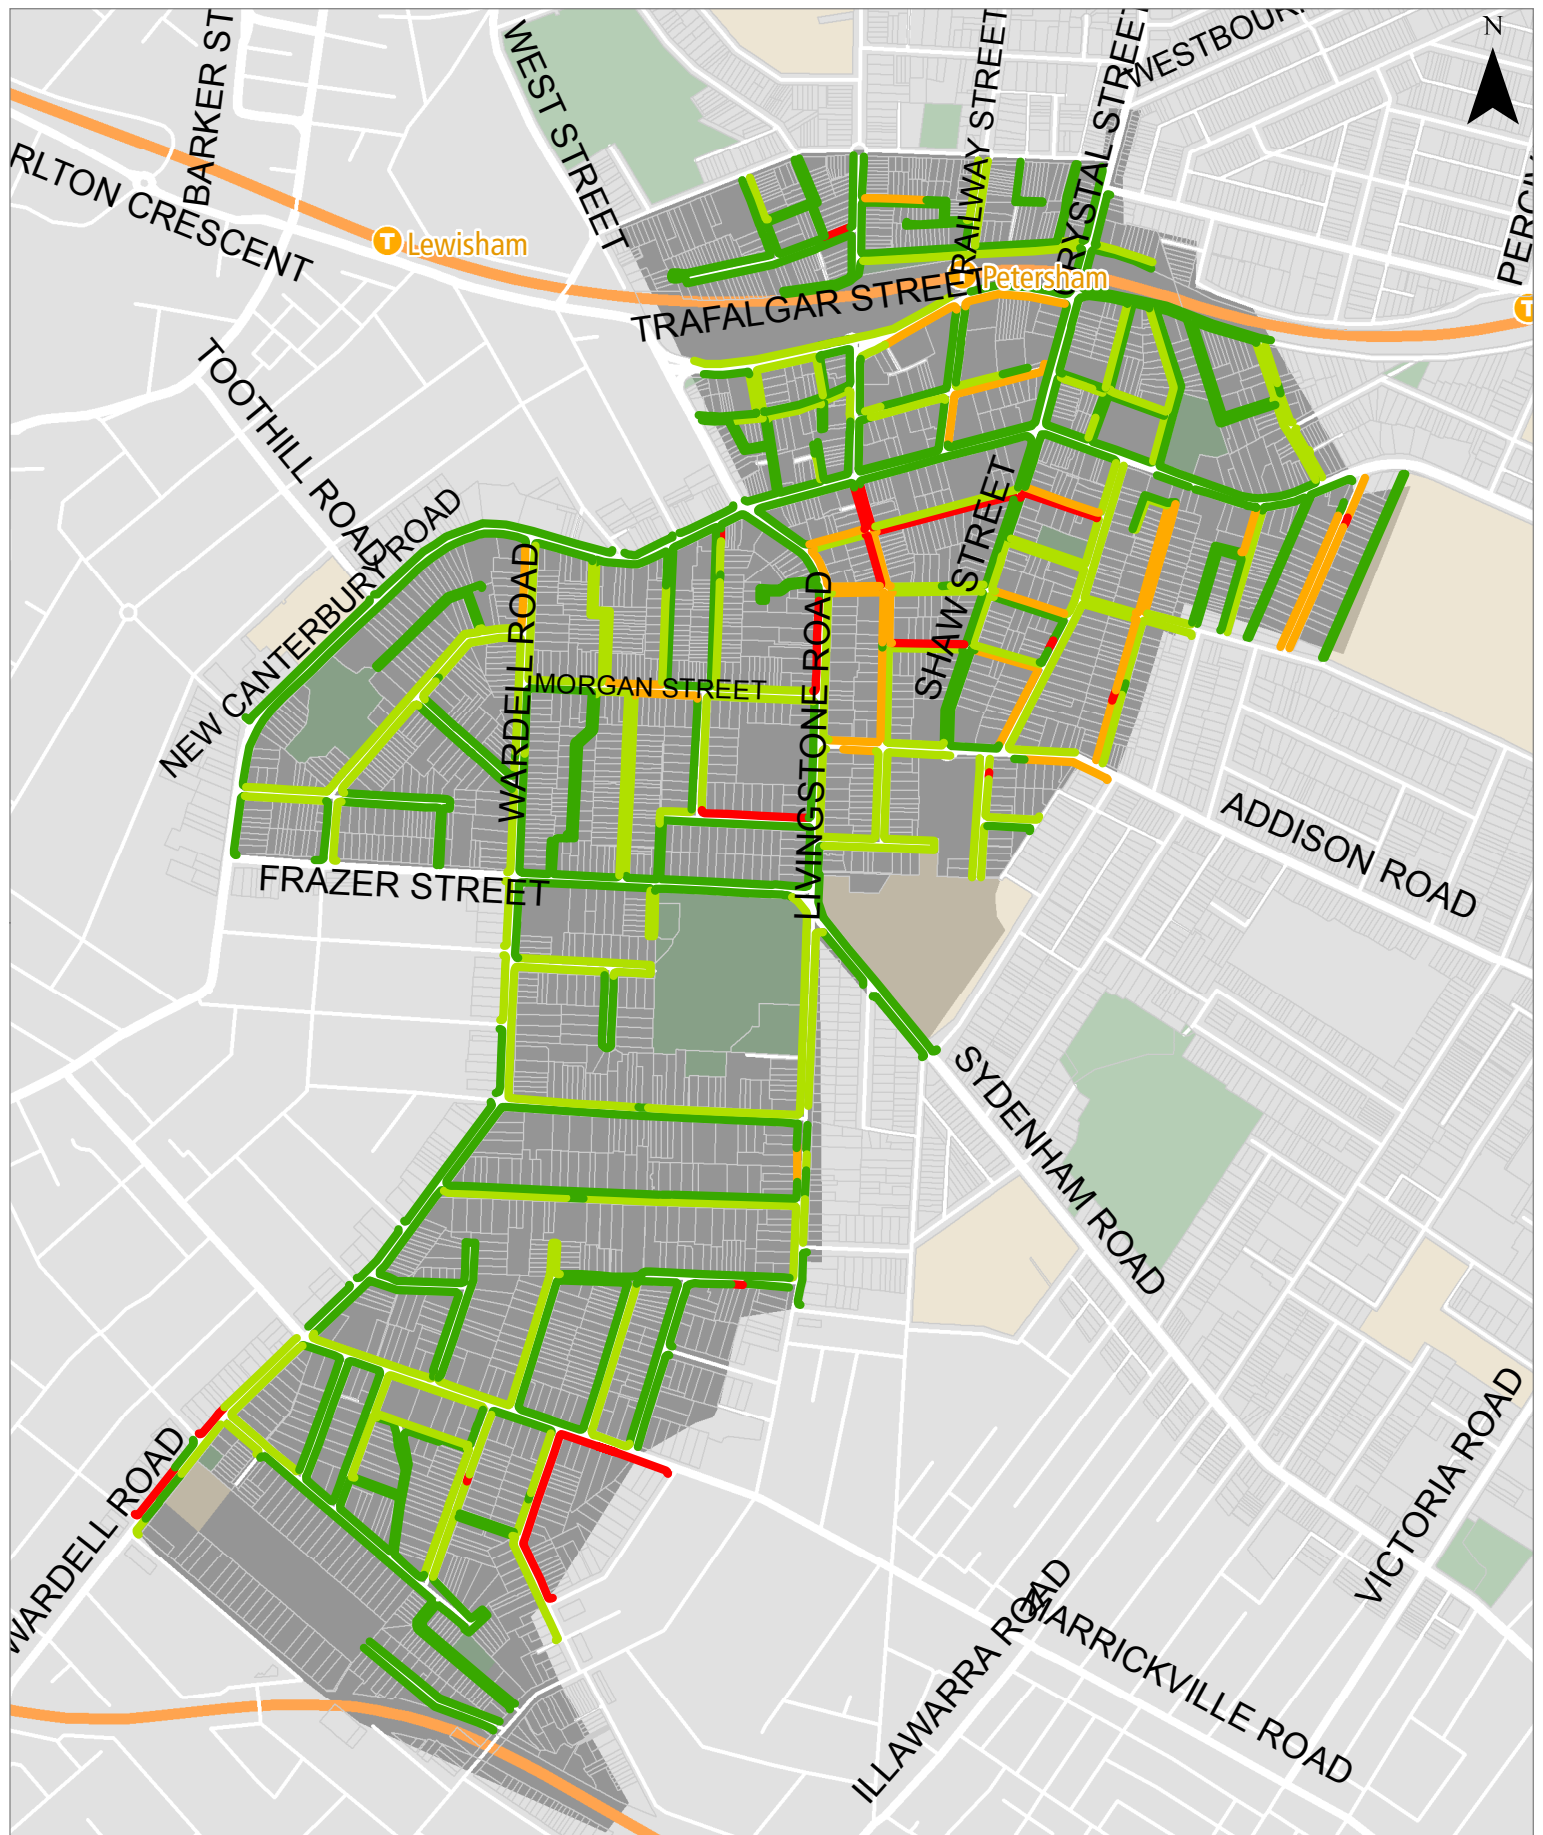 N
BARKER ST
WEST STREET
RAILWAY STREET
CRYSTAL STREET
WESTBOUR
RLTON CRESCENT
T Lewisham
PERCIV
TRAFALGAR STREET
Petersham
T
TOOTHILL ROAD
NEW CANTERBURY ROAD
WARDELL ROAD
SHAW STREET
MORGAN STREET
LIVINGSTONE ROAD
ADDISON ROAD
FRAZER STREET
SYDENHAM ROAD
VICTORIA ROAD
WARDELL ROAD
ILLAWARRA ROAD
MARRICKVILLE ROAD